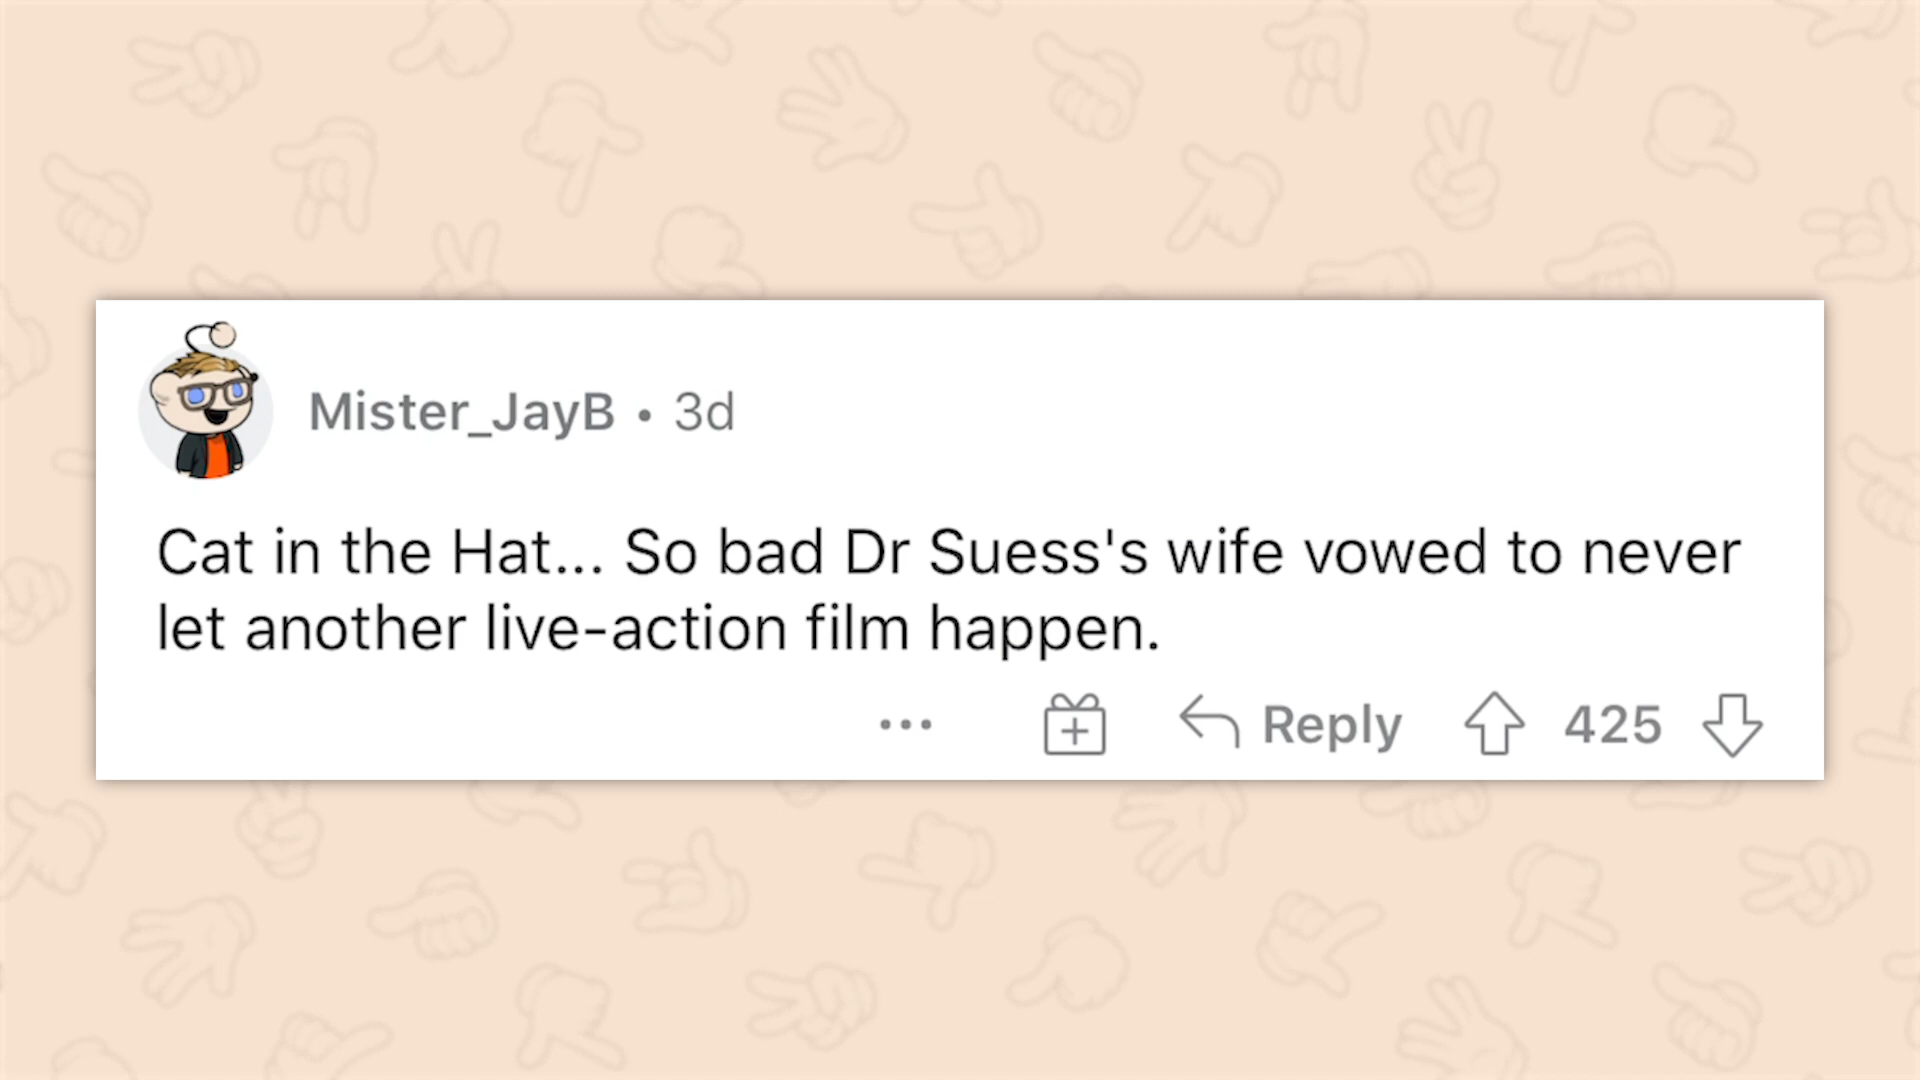 Mister_JayB • 3d
Cat in the Hat... So bad Dr Suess's wife vowed to never
let another live-action film happen.
... Reply 425